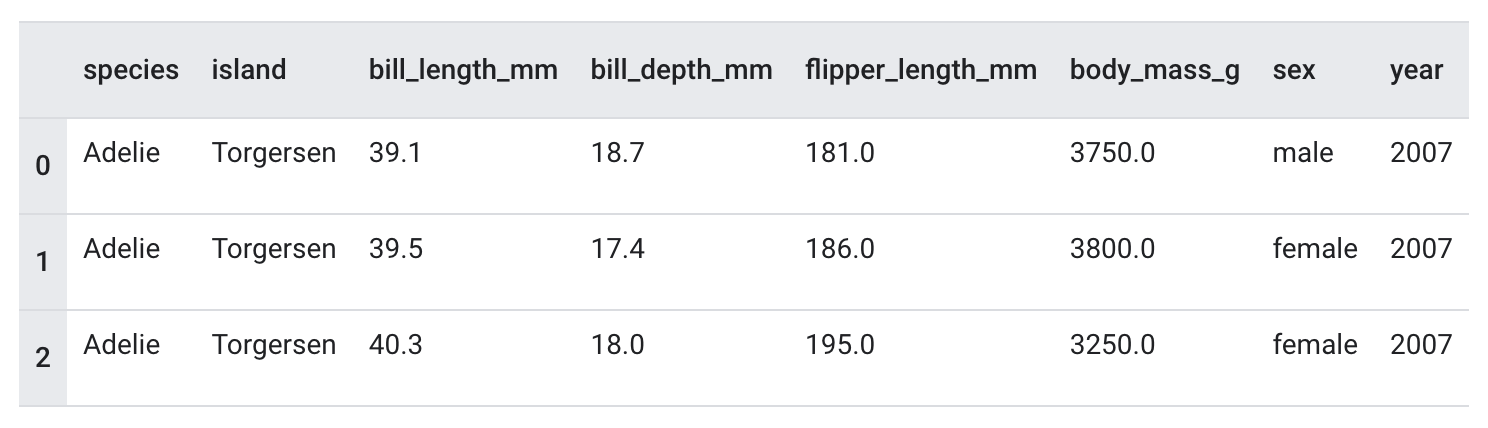 species island bill_length_mm bill_depth_mm flipper_length_mm body_mass_g sex year
0 Adelie Torgersen 39.1 18.7 181.0 3750.0 male 2007
1 Adelie Torgersen 39.5 17.4 186.0 3800.0 female 2007
2 Adelie Torgersen 40.3 18.0 195.0 3250.0 female 2007